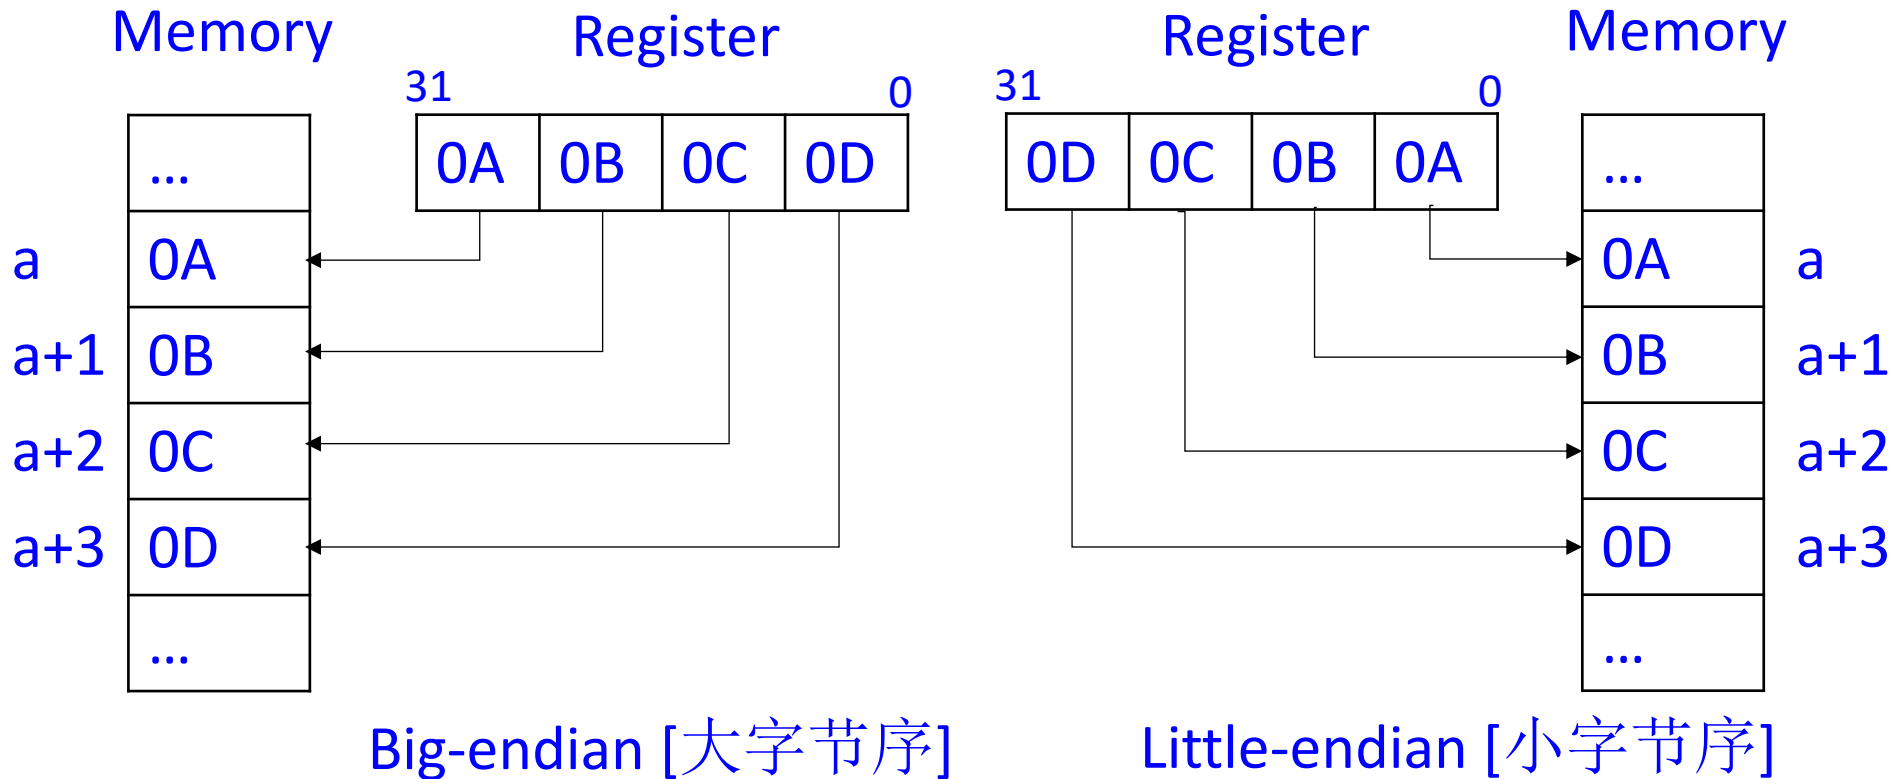 Memory Register Register Memory
31 0 31 0
... 0A 0B 0C 0D 0D 0C 0B 0A ...
a 0A 0A a
a+1 0B 0B a+1
a+2 0C 0C a+2
a+3 0D 0D a+3
... ...
Big-endian [大字节序] Little-endian [小字节序]